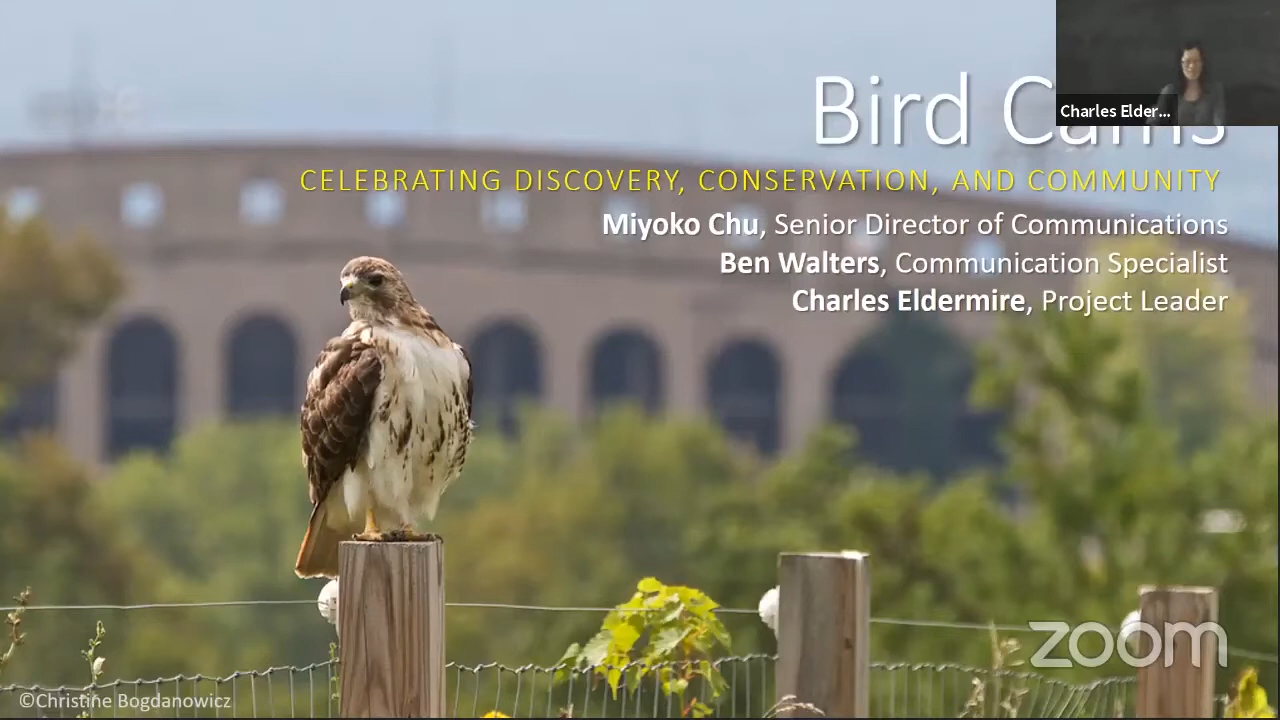 Bird Cams
Charles Elder...
CELEBRATING DISCOVERY, CONSERVATION, AND COMMUNITY
Miyoko Chu, Senior Director of Communications
Ben Walters, Communication Specialist
Charles Eldermire, Project Leader
zoom
©Christine Bogdanowicz